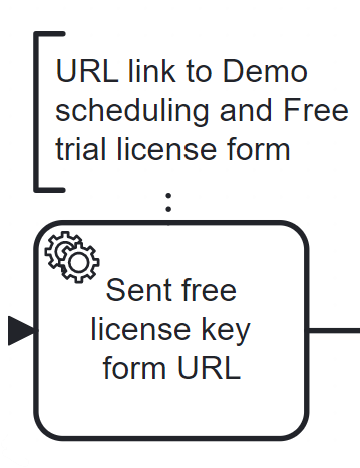 URL link to Demo
scheduling and Free
trial license form
Sent free
license key
form URL